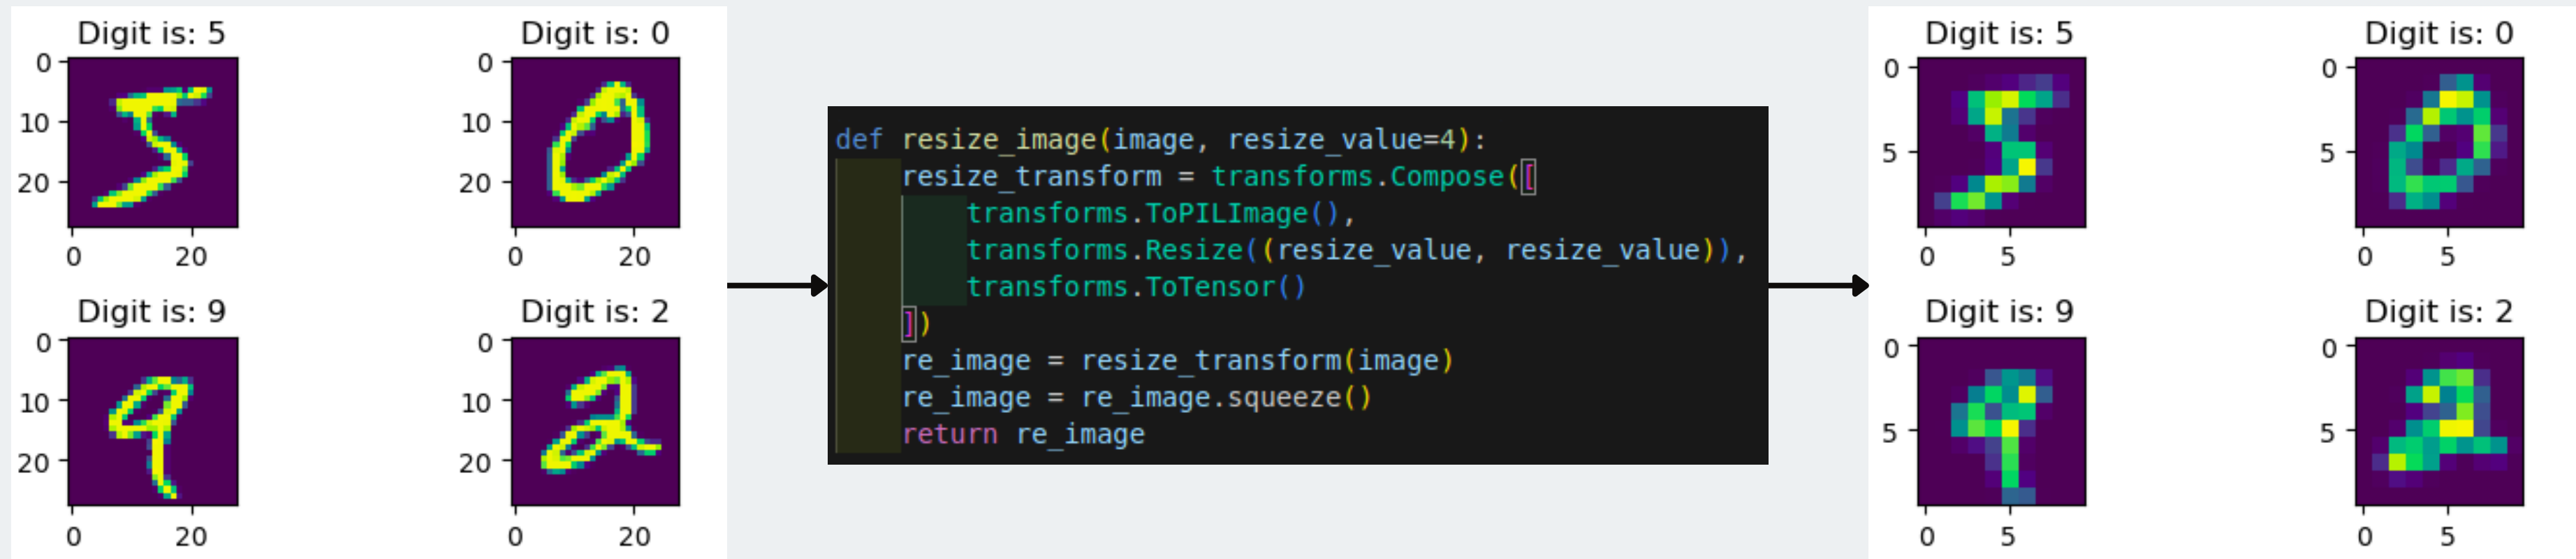 Digit is: 5
0
10
20
0 20
Digit is: 0
0
10
20
0 20
Digit is: 9
0
10
20
0 20
Digit is: 2
0
10
20
0 20
def resize_image(image, resize_value=4):
    resize_transform = transforms.Compose([
        transforms.ToPILImage(),
        transforms.Resize((resize_value, resize_value)),
        transforms.ToTensor()
    ])
    re_image = resize_transform(image)
    re_image = re_image.squeeze()
    return re_image
Digit is: 5
0
5
0 5
Digit is: 0
0
5
0 5
Digit is: 9
0
5
0 5
Digit is: 2
0
5
0 5